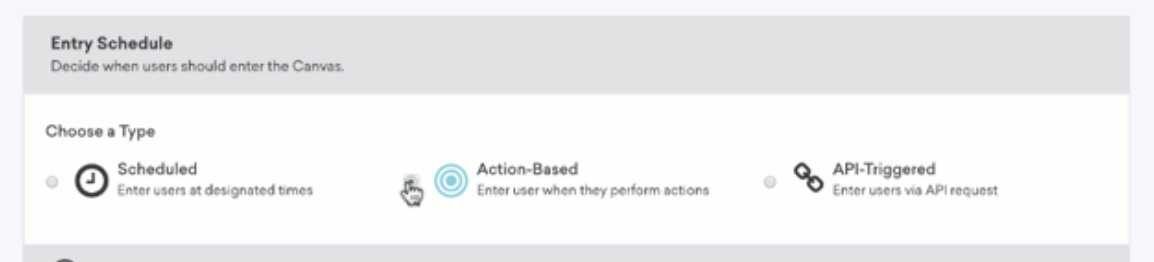 Entry Schedule
Decide when users should enter the Canvas.
Choose a Type
Scheduled
Enter users at designated times
Action-Based
Enter user when they perform actions
API-Triggered
Enter users via API request